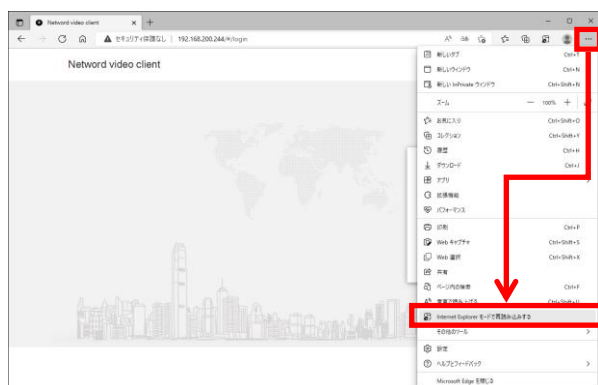 Netword video client
セキュリティ保護なし | 192.168.200.244/#/login
Netword video client
新しいタブ Ctrl+T
新しいウィンドウ Ctrl+N
新しい InPrivate ウィンドウ Ctrl+Shift+N
ズーム — 100% +
お気に入り Ctrl+Shift+O
コレクション Ctrl+Shift+Y
履歴 Ctrl+H
ダウンロード Ctrl+J
アプリ
拡張機能
パフォーマンス
印刷 Ctrl+P
Web キャプチャ Ctrl+Shift+S
Web 選択 Ctrl+Shift+X
共有
ページ内の検索 Ctrl+F
音声で読み上げる Ctrl+Shift+U
Internet Explorer モードで再読み込みする
その他のツール
設定
ヘルプとフィードバック
Microsoft Edge を閉じる